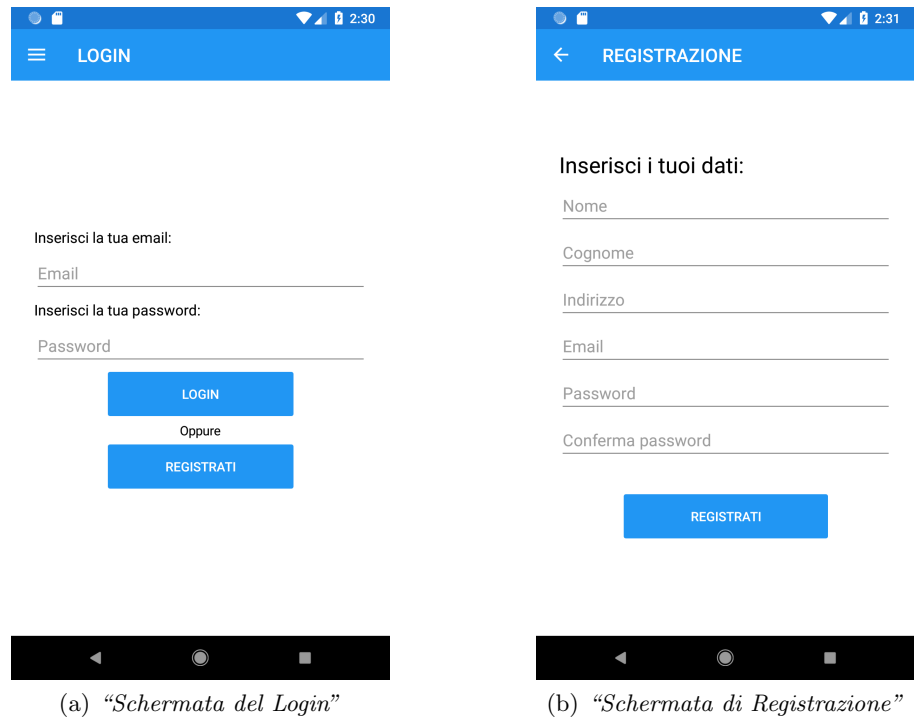 2:30
LOGIN
Inserisci la tua email:
Email
Inserisci la tua password:
Password
LOGIN
Oppure
REGISTRATI
(a) “Schermata del Login”
2:31
REGISTRAZIONE
Inserisci i tuoi dati:
Nome
Cognome
Indirizzo
Email
Password
Conferma password
REGISTRATI
(b) “Schermata di Registrazione”